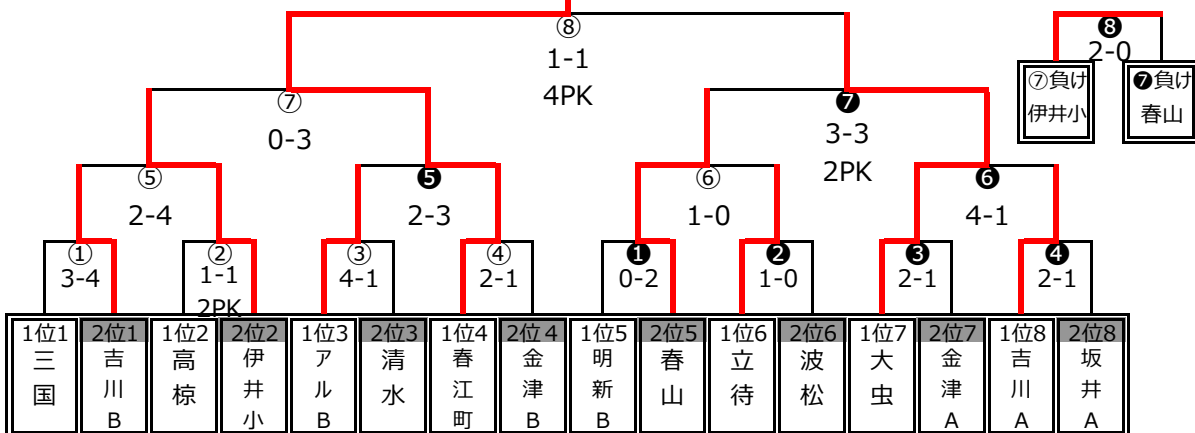 ⑧
1-1
4PK
❽
2-0
⑦負け
伊井小
❼負け
春山
⑦
0-3
❼
3-3
2PK
⑤
2-4
❺
2-3
⑥
1-0
❻
4-1
①
3-4
②
1-1
2PK
③
4-1
④
2-1
❶
0-2
❷
1-0
❸
2-1
❹
2-1
1位1
三国
2位1
吉川B
1位2
高椋
2位2
伊井小
1位3
アルB
2位3
清水
1位4
春江町
2位4
金津B
1位5
明新B
2位5
春山
1位6
立待
2位6
波松
1位7
大虫
2位7
金津A
1位8
吉川A
2位8
坂井A